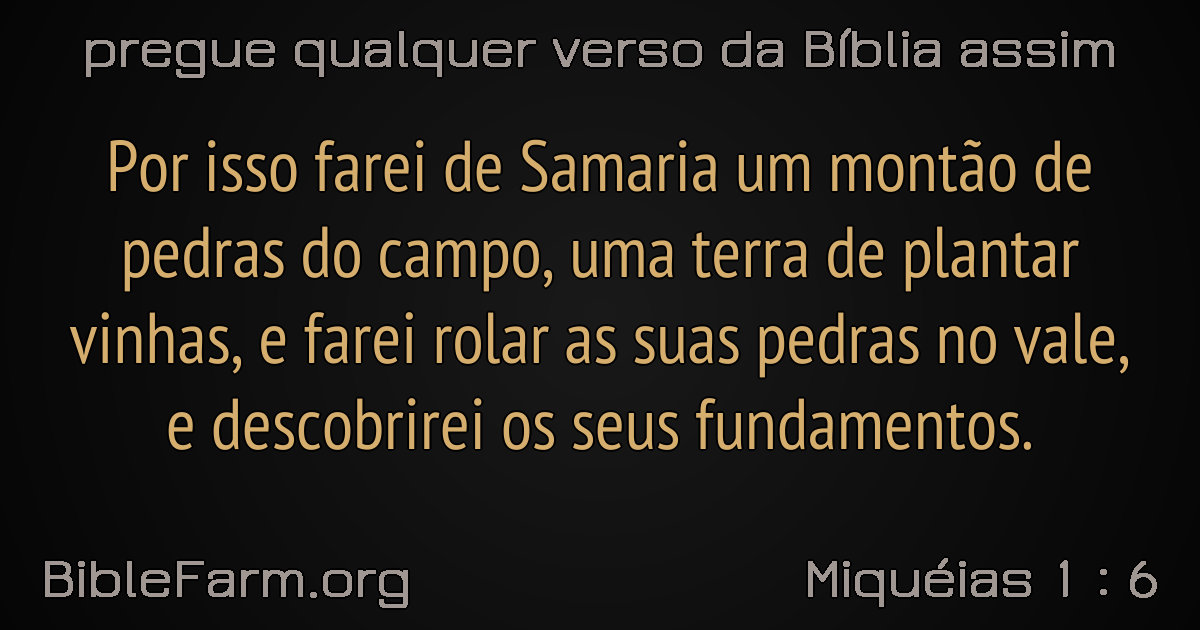 pregue qualquer verso da Bíblia assim
Por isso farei de Samaria um montão de
pedras do campo, uma terra de plantar
vinhas, e farei rolar as suas pedras no vale,
e descobrirei os seus fundamentos.
BibleFarm.org
Miquéias 1 : 6